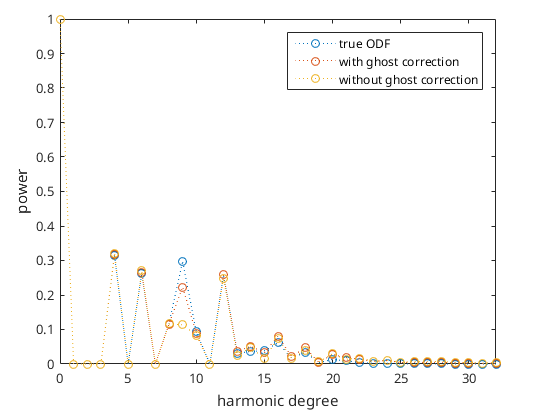 true ODF
with ghost correction
without ghost correction
1
0.9
0.8
0.7
0.6
0.5
0.4
0.3
0.2
0.1
0
power
0 5 10 15 20 25 30
harmonic degree